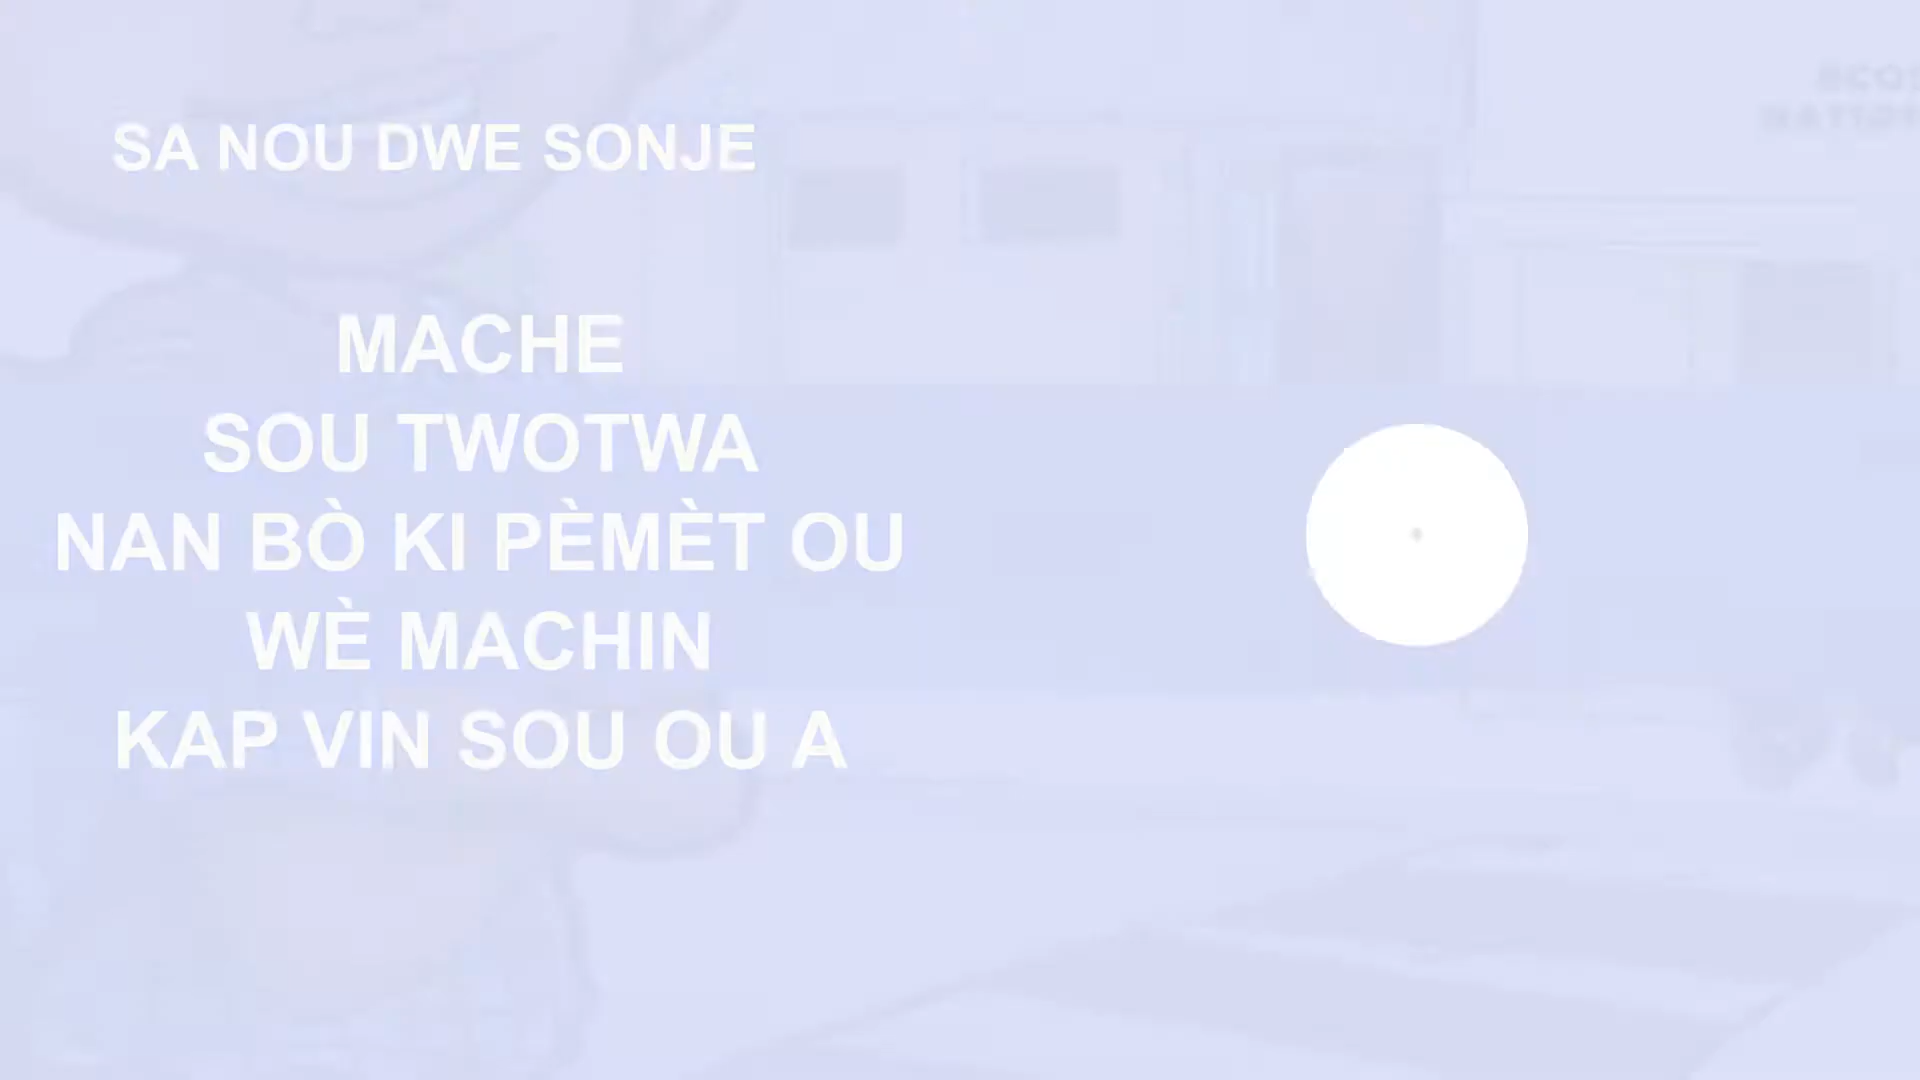 SA NOU DWE SONJE
MACHE
SOU TWOTWA
NAN BÒ KI PÈMÈT OU
WÈ MACHIN
KAP VIN SOU OU A